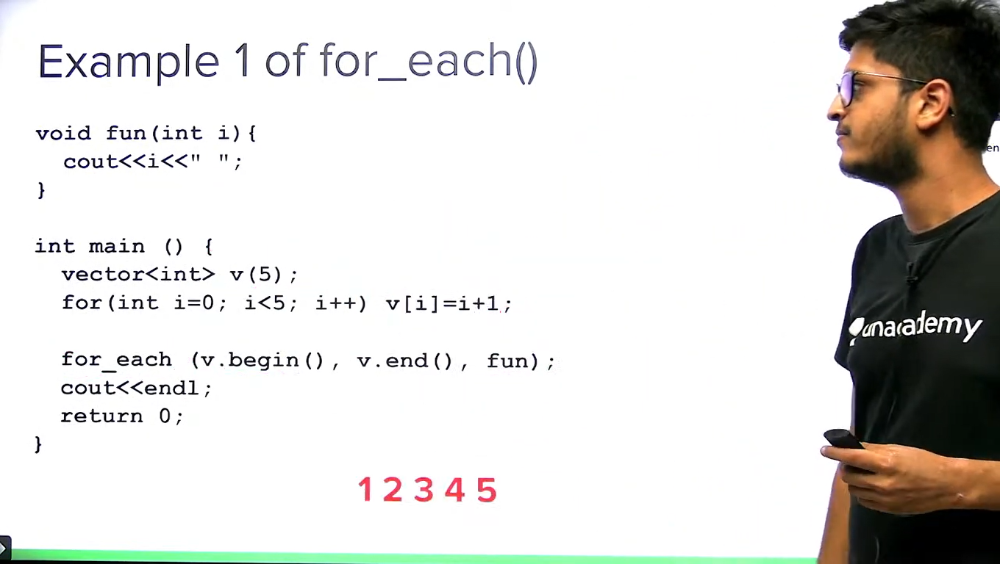 Example 1 of for_each()
void fun(int i){
cout<<i<<" ";
}
int main () {
vector<int> v(5);
for(int i=0; i<5; i++) v[i]=i+1;
for_each (v.begin(), v.end(), fun);
cout<<endl;
return 0;
}
1 2 3 4 5
en
unacademy